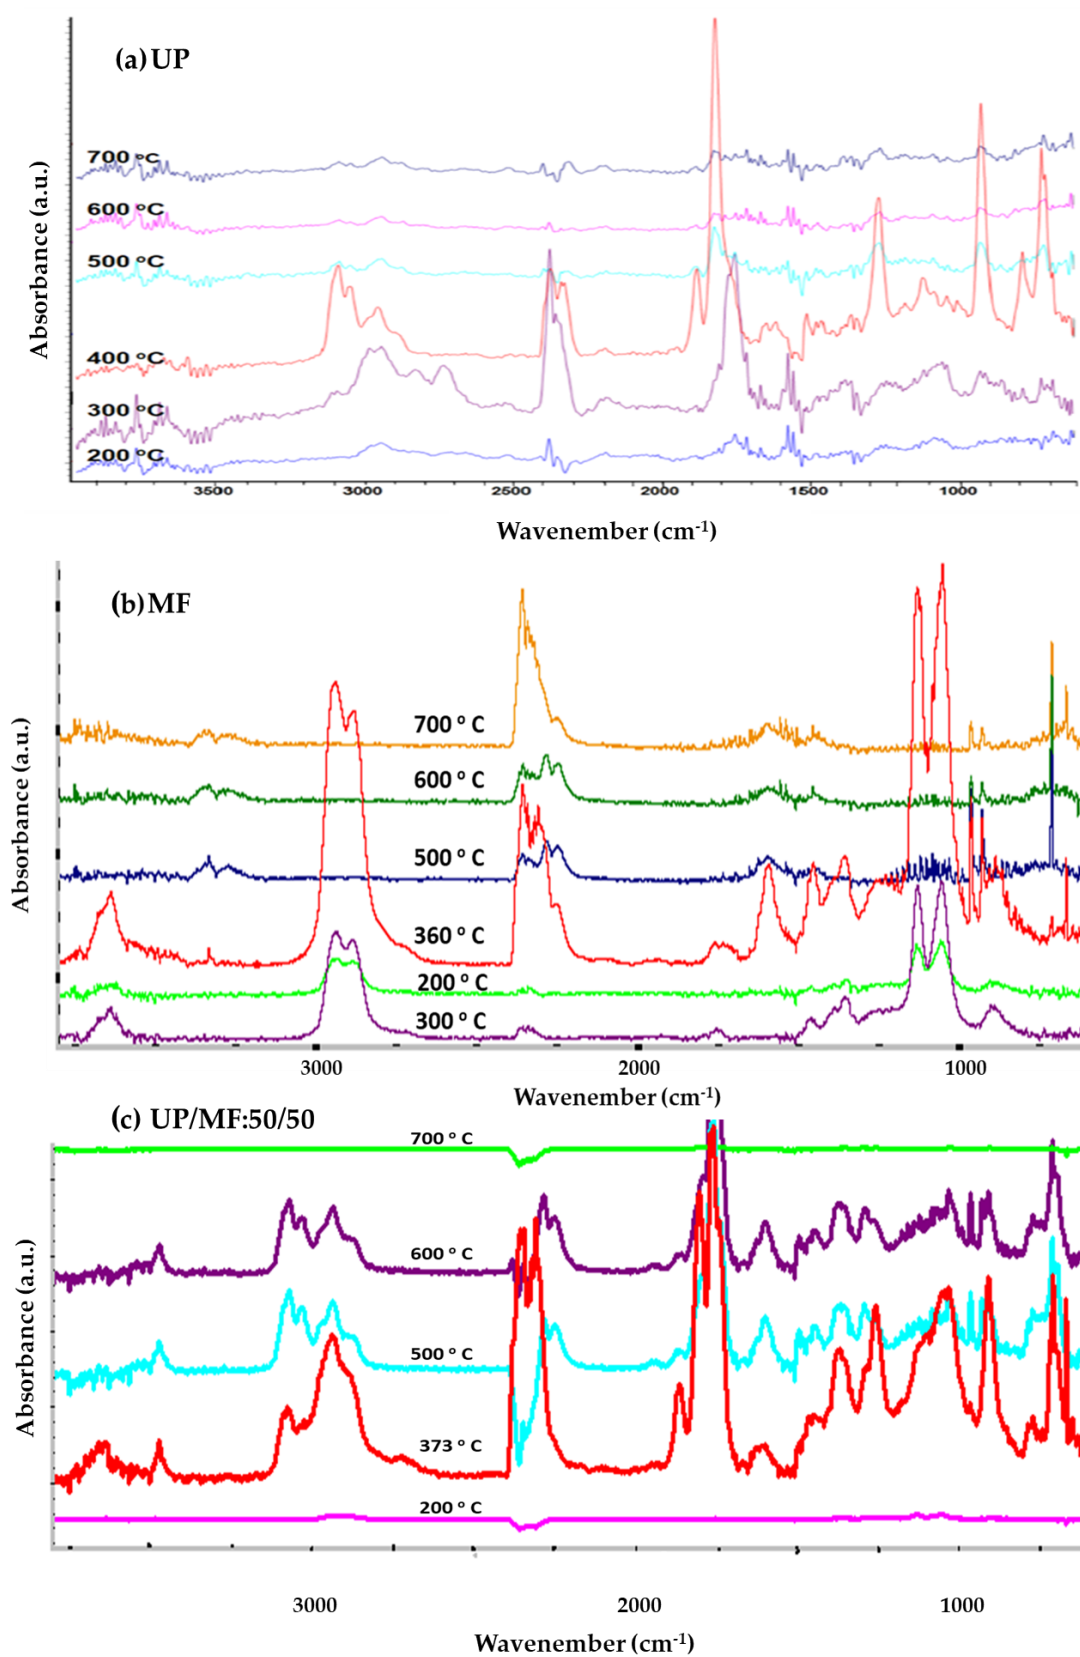 (a) UP
Absorbance (a.u.)
700 °C
600 °C
500 °C
400 °C
300 °C
200 °C
3500 3000 2500 2000 1500 1000
Wavenember (cm-1)
(b) MF
Absorbance (a.u.)
700 ° C
600 ° C
500 ° C
360 ° C
200 ° C
300 ° C
3000 2000 1000
Wavenember (cm-1)
(c) UP/MF:50/50
Absorbance (a.u.)
700 ° C
600 ° C
500 ° C
373 ° C
200 ° C
3000 2000 1000
Wavenember (cm-1)